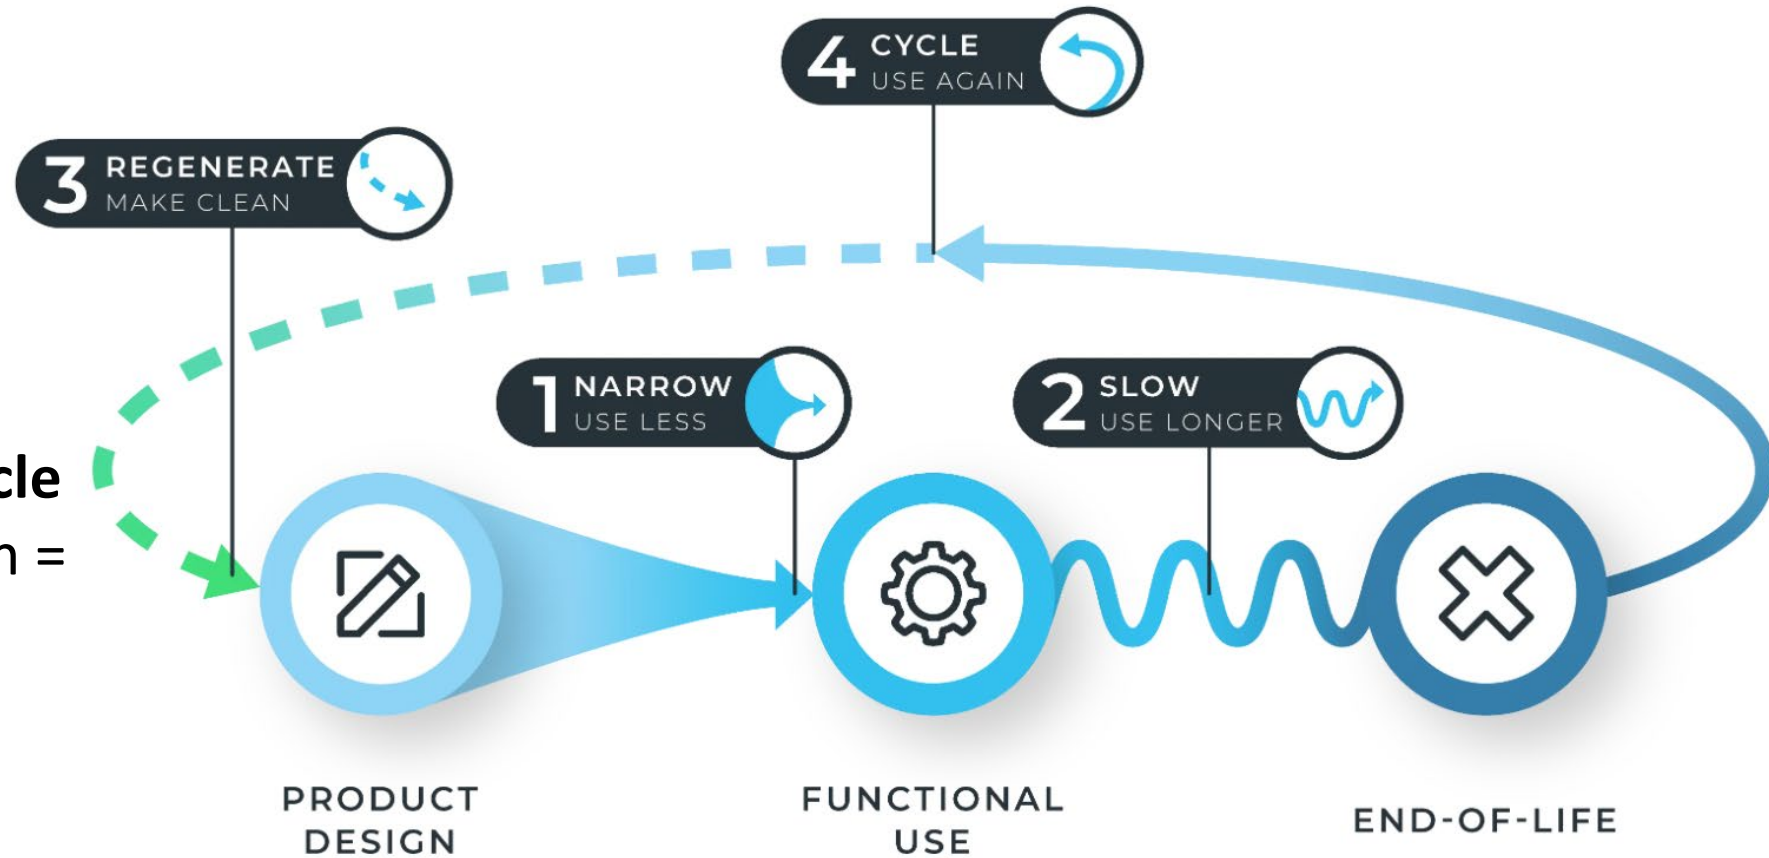 4 CYCLE
USE AGAIN
3 REGENERATE
MAKE CLEAN
1 NARROW
USE LESS
2 SLOW
USE LONGER
cle
n =
PRODUCT
DESIGN
FUNCTIONAL
USE
END-OF-LIFE